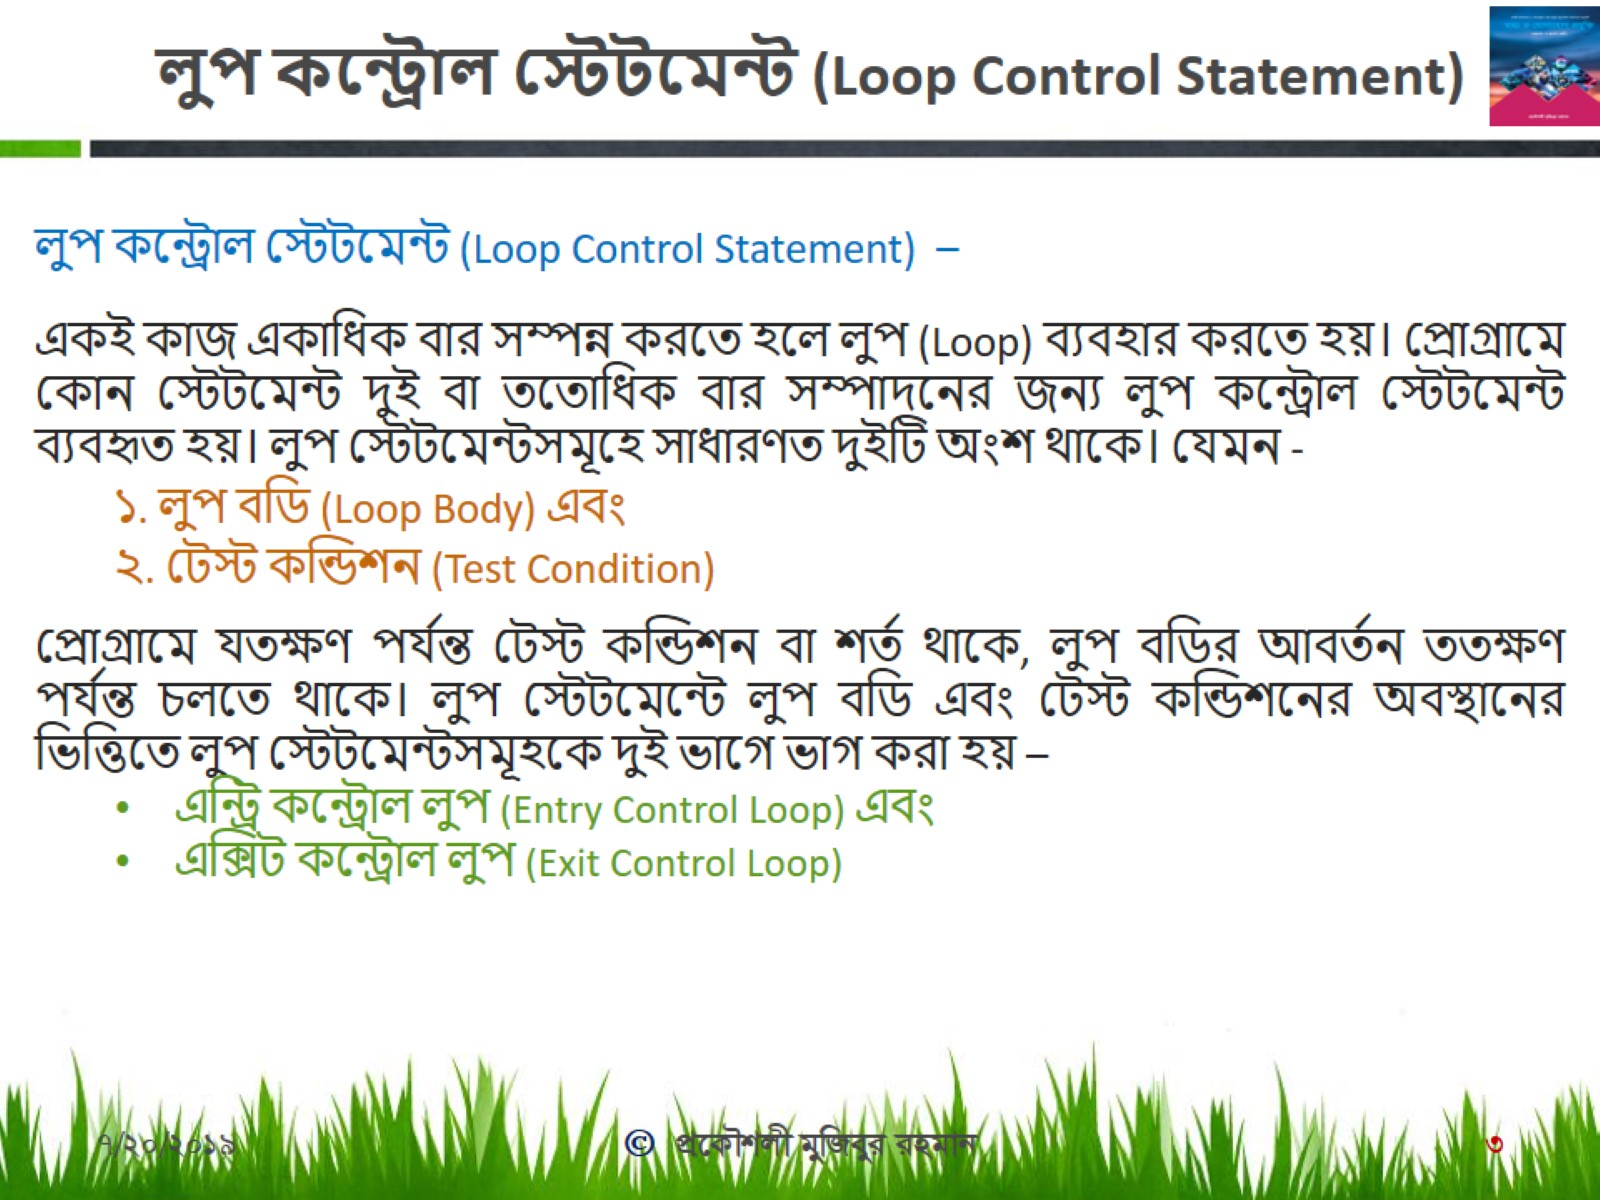 লুপ কন্ট্রোল স্টেটমেন্ট (Loop Control Statement)
লুপ কন্ট্রোল স্টেটমেন্ট (Loop Control Statement) –
একই কাজ একাধিক বার সম্পন্ন করতে হলে লুপ (Loop) ব্যবহার করতে হয়। প্রোগ্রামে
কোন স্টেটমেন্ট দুই বা ততোধিক বার সম্পাদনের জন্য লুপ কন্ট্রোল স্টেটমেন্ট
ব্যবহৃত হয়। লুপ স্টেটমেন্টসমূহে সাধারণত দুইটি অংশ থাকে। যেমন -
১. লুপ বডি (Loop Body) এবং
২. টেস্ট কন্ডিশন (Test Condition)
প্রোগ্রামে যতক্ষণ পর্যন্ত টেস্ট কন্ডিশন বা শর্ত থাকে, লুপ বডির আবর্তন ততক্ষণ
পর্যন্ত চলতে থাকে। লুপ স্টেটমেন্টে লুপ বডি এবং টেস্ট কন্ডিশনের অবস্থানের
ভিত্তিতে লুপ স্টেটমেন্টসমূহকে দুই ভাগে ভাগ করা হয় –
• এন্ট্রি কন্ট্রোল লুপ (Entry Control Loop) এবং
• এক্সিট কন্ট্রোল লুপ (Exit Control Loop)
৭/২০/২০১৯
© প্রকৌশলী মুজিবুর রহমান
৩